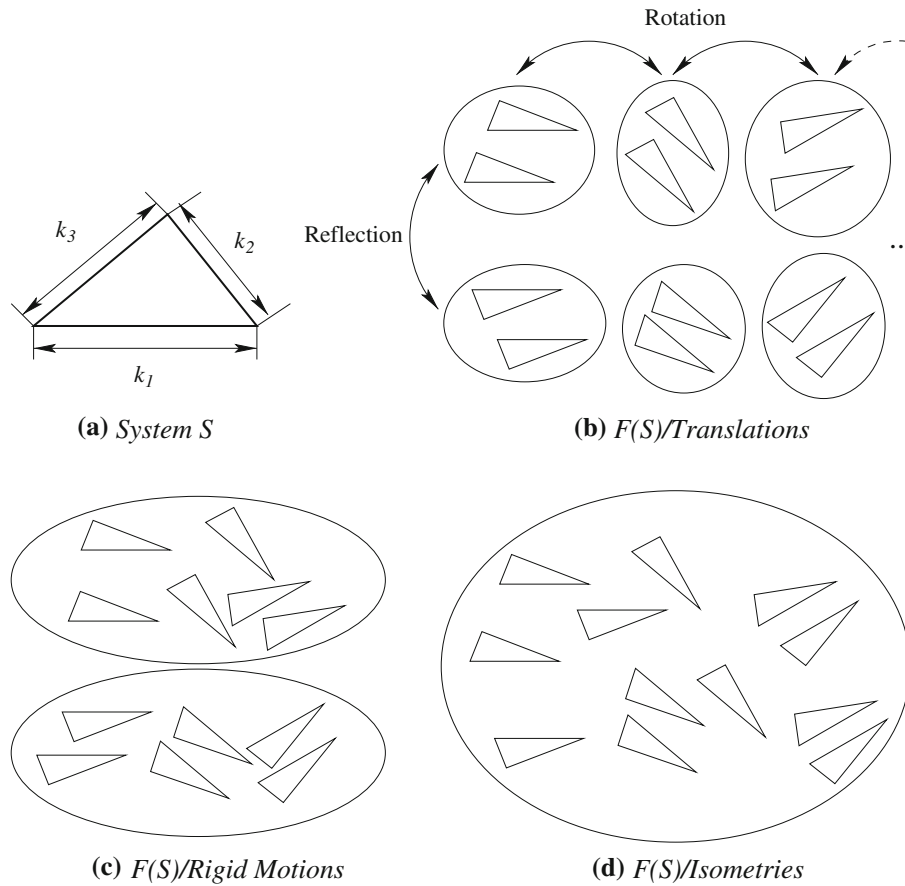 Rotation
Reflection
k3
k2
k1
..
(a) System S
(b) F(S)/Translations
(c) F(S)/Rigid Motions
(d) F(S)/Isometries